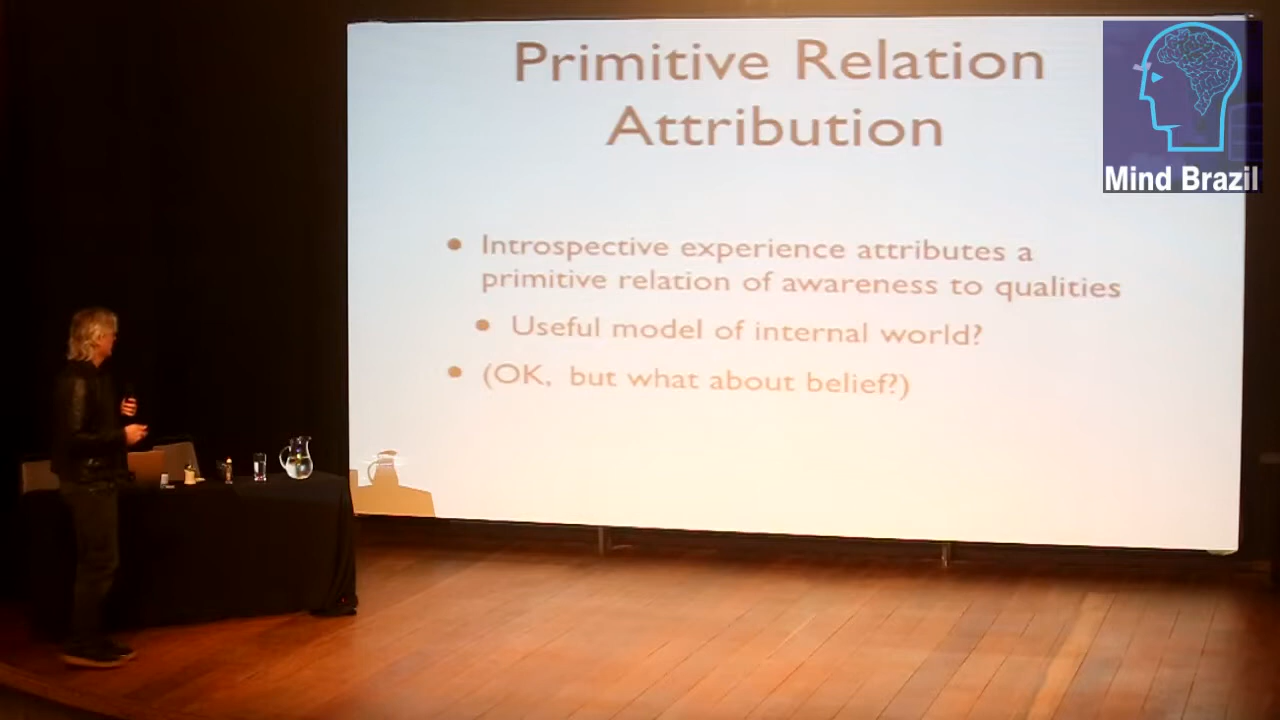 Primitive Relation
Attribution
Mind Brazil
Introspective experience attributes a
primitive relation of awareness to qualities
Useful model of internal world?
(OK, but what about belief?)